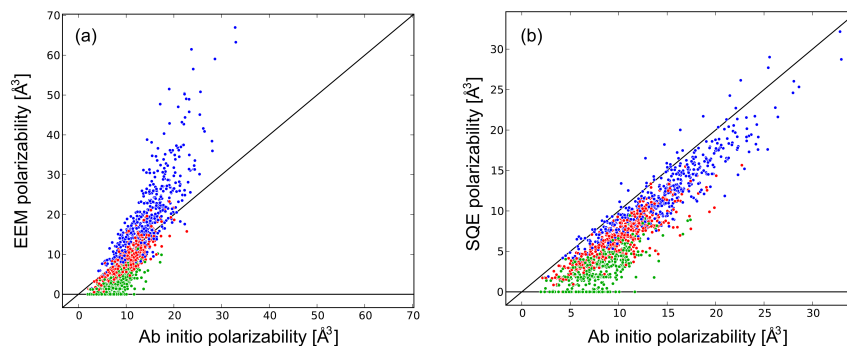 (a)
70
60
50
40
30
20
10
0
EEM polarizability [Å³]
0 10 20 30 40 50 60 70
Ab initio polarizability [Å³]
(b)
30
25
20
15
10
5
0
SQE polarizability [Å³]
0 5 10 15 20 25 30
Ab initio polarizability [Å³]